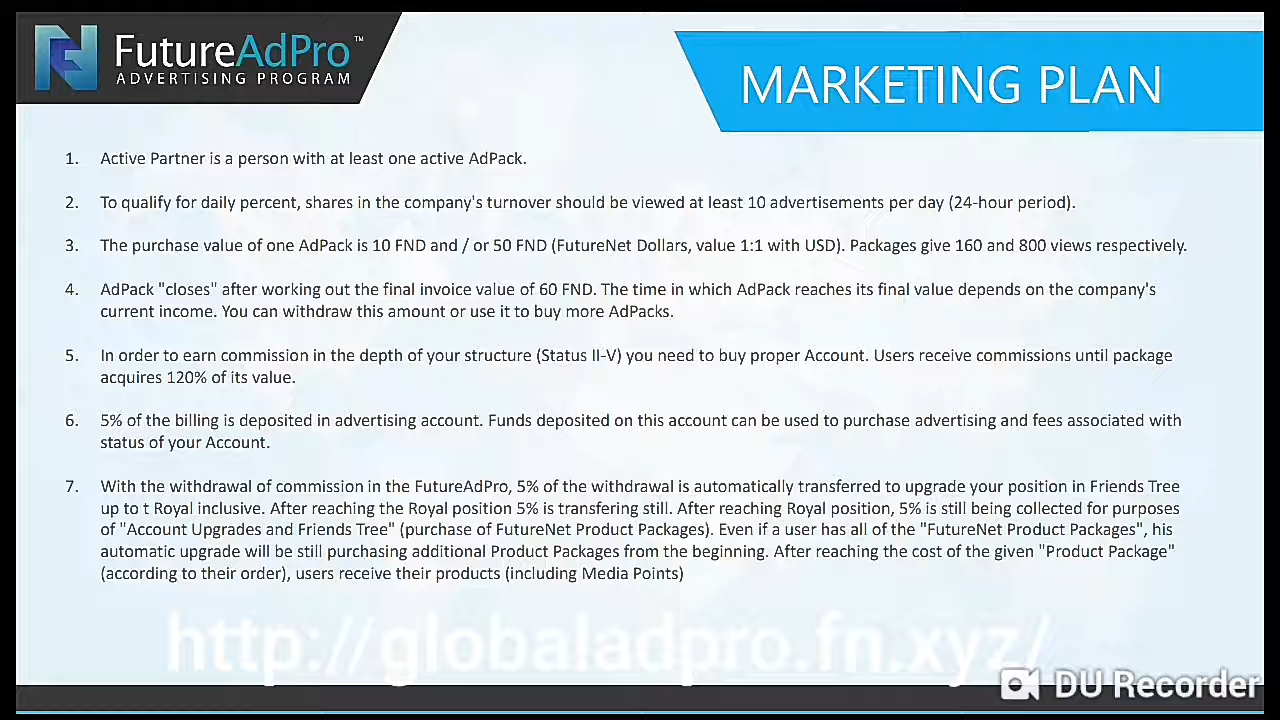 FutureAdPro™
ADVERTISING PROGRAM
MARKETING PLAN
1. Active Partner is a person with at least one active AdPack.
2. To qualify for daily percent, shares in the company's turnover should be viewed at least 10 advertisements per day (24-hour period).
3. The purchase value of one AdPack is 10 FND and / or 50 FND (FutureNet Dollars, value 1:1 with USD). Packages give 160 and 800 views respectively.
4. AdPack "closes" after working out the final invoice value of 60 FND. The time in which AdPack reaches its final value depends on the company's
current income. You can withdraw this amount or use it to buy more AdPacks.
5. In order to earn commission in the depth of your structure (Status II-V) you need to buy proper Account. Users receive commissions until package
acquires 120% of its value.
6. 5% of the billing is deposited in advertising account. Funds deposited on this account can be used to purchase advertising and fees associated with
status of your Account.
7. With the withdrawal of commission in the FutureAdPro, 5% of the withdrawal is automatically transferred to upgrade your position in Friends Tree
up to t Royal inclusive. After reaching the Royal position 5% is transfering still. After reaching Royal position, 5% is still being collected for purposes
of "Account Upgrades and Friends Tree" (purchase of FutureNet Product Packages). Even if a user has all of the "FutureNet Product Packages", his
automatic upgrade will be still purchasing additional Product Packages from the beginning. After reaching the cost of the given "Product Package"
(according to their order), users receive their products (including Media Points)
http://globaladpro.fn.xyz/
DU Recorder